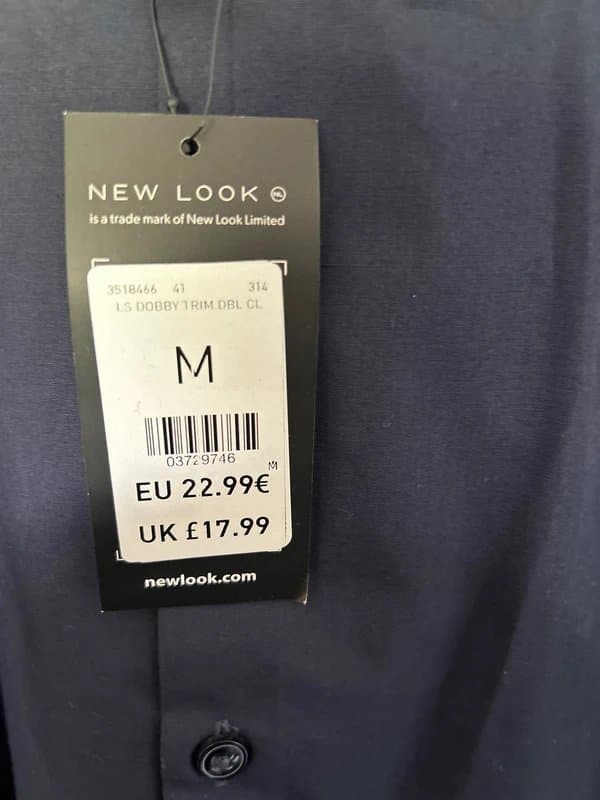 NEW LOOK NL
is a trade mark of New Look Limited
3518466 41 314
LS DOBBY TRIM DBL CL
M
03729746
M
EU 22.99€
UK £17.99
newlook.com